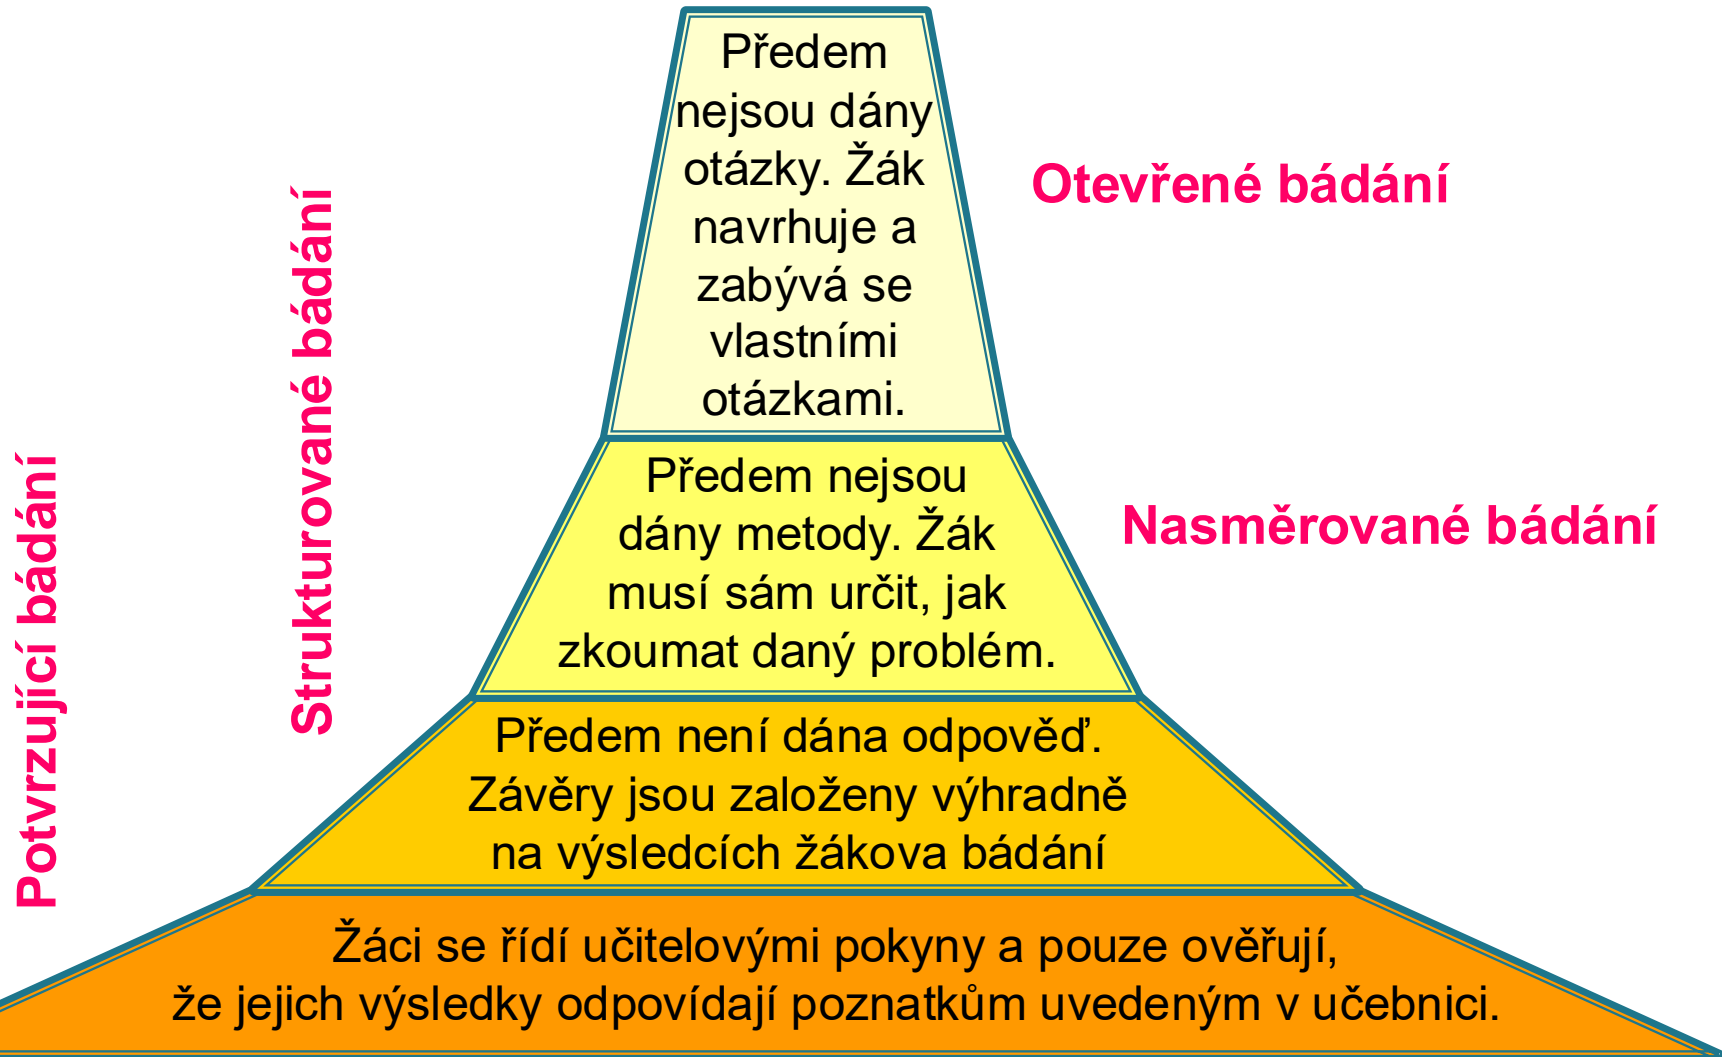 Předem
nejsou dány
otázky. Žák
navrhuje a
zabývá se
vlastními
otázkami.
Otevřené bádání
Předem nejsou
dány metody. Žák
musí sám určit, jak
zkoumat daný problém.
Nasměrované bádání
Strukturované bádání
Předem není dána odpověď.
Závěry jsou založeny výhradně
na výsledcích žákova bádání
Potvrzující bádání
Žáci se řídí učitelovými pokyny a pouze ověřují,
že jejich výsledky odpovídají poznatkům uvedeným v učebnici.